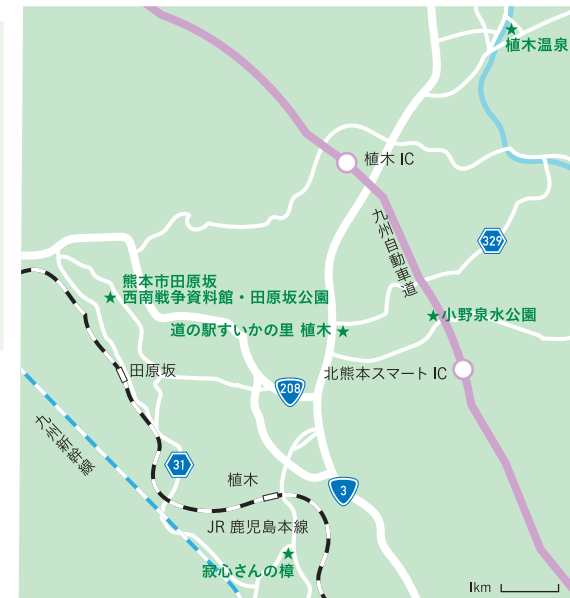 植木温泉
植木 IC
九州自動車道
329
熊本市田原坂
西南戦争資料館・田原坂公園
小野泉水公園
道の駅すいかの里 植木
田原坂
北熊本スマート IC
208
九州新幹線
31
植木
3
JR 鹿児島本線
寂心さんの樟
1km